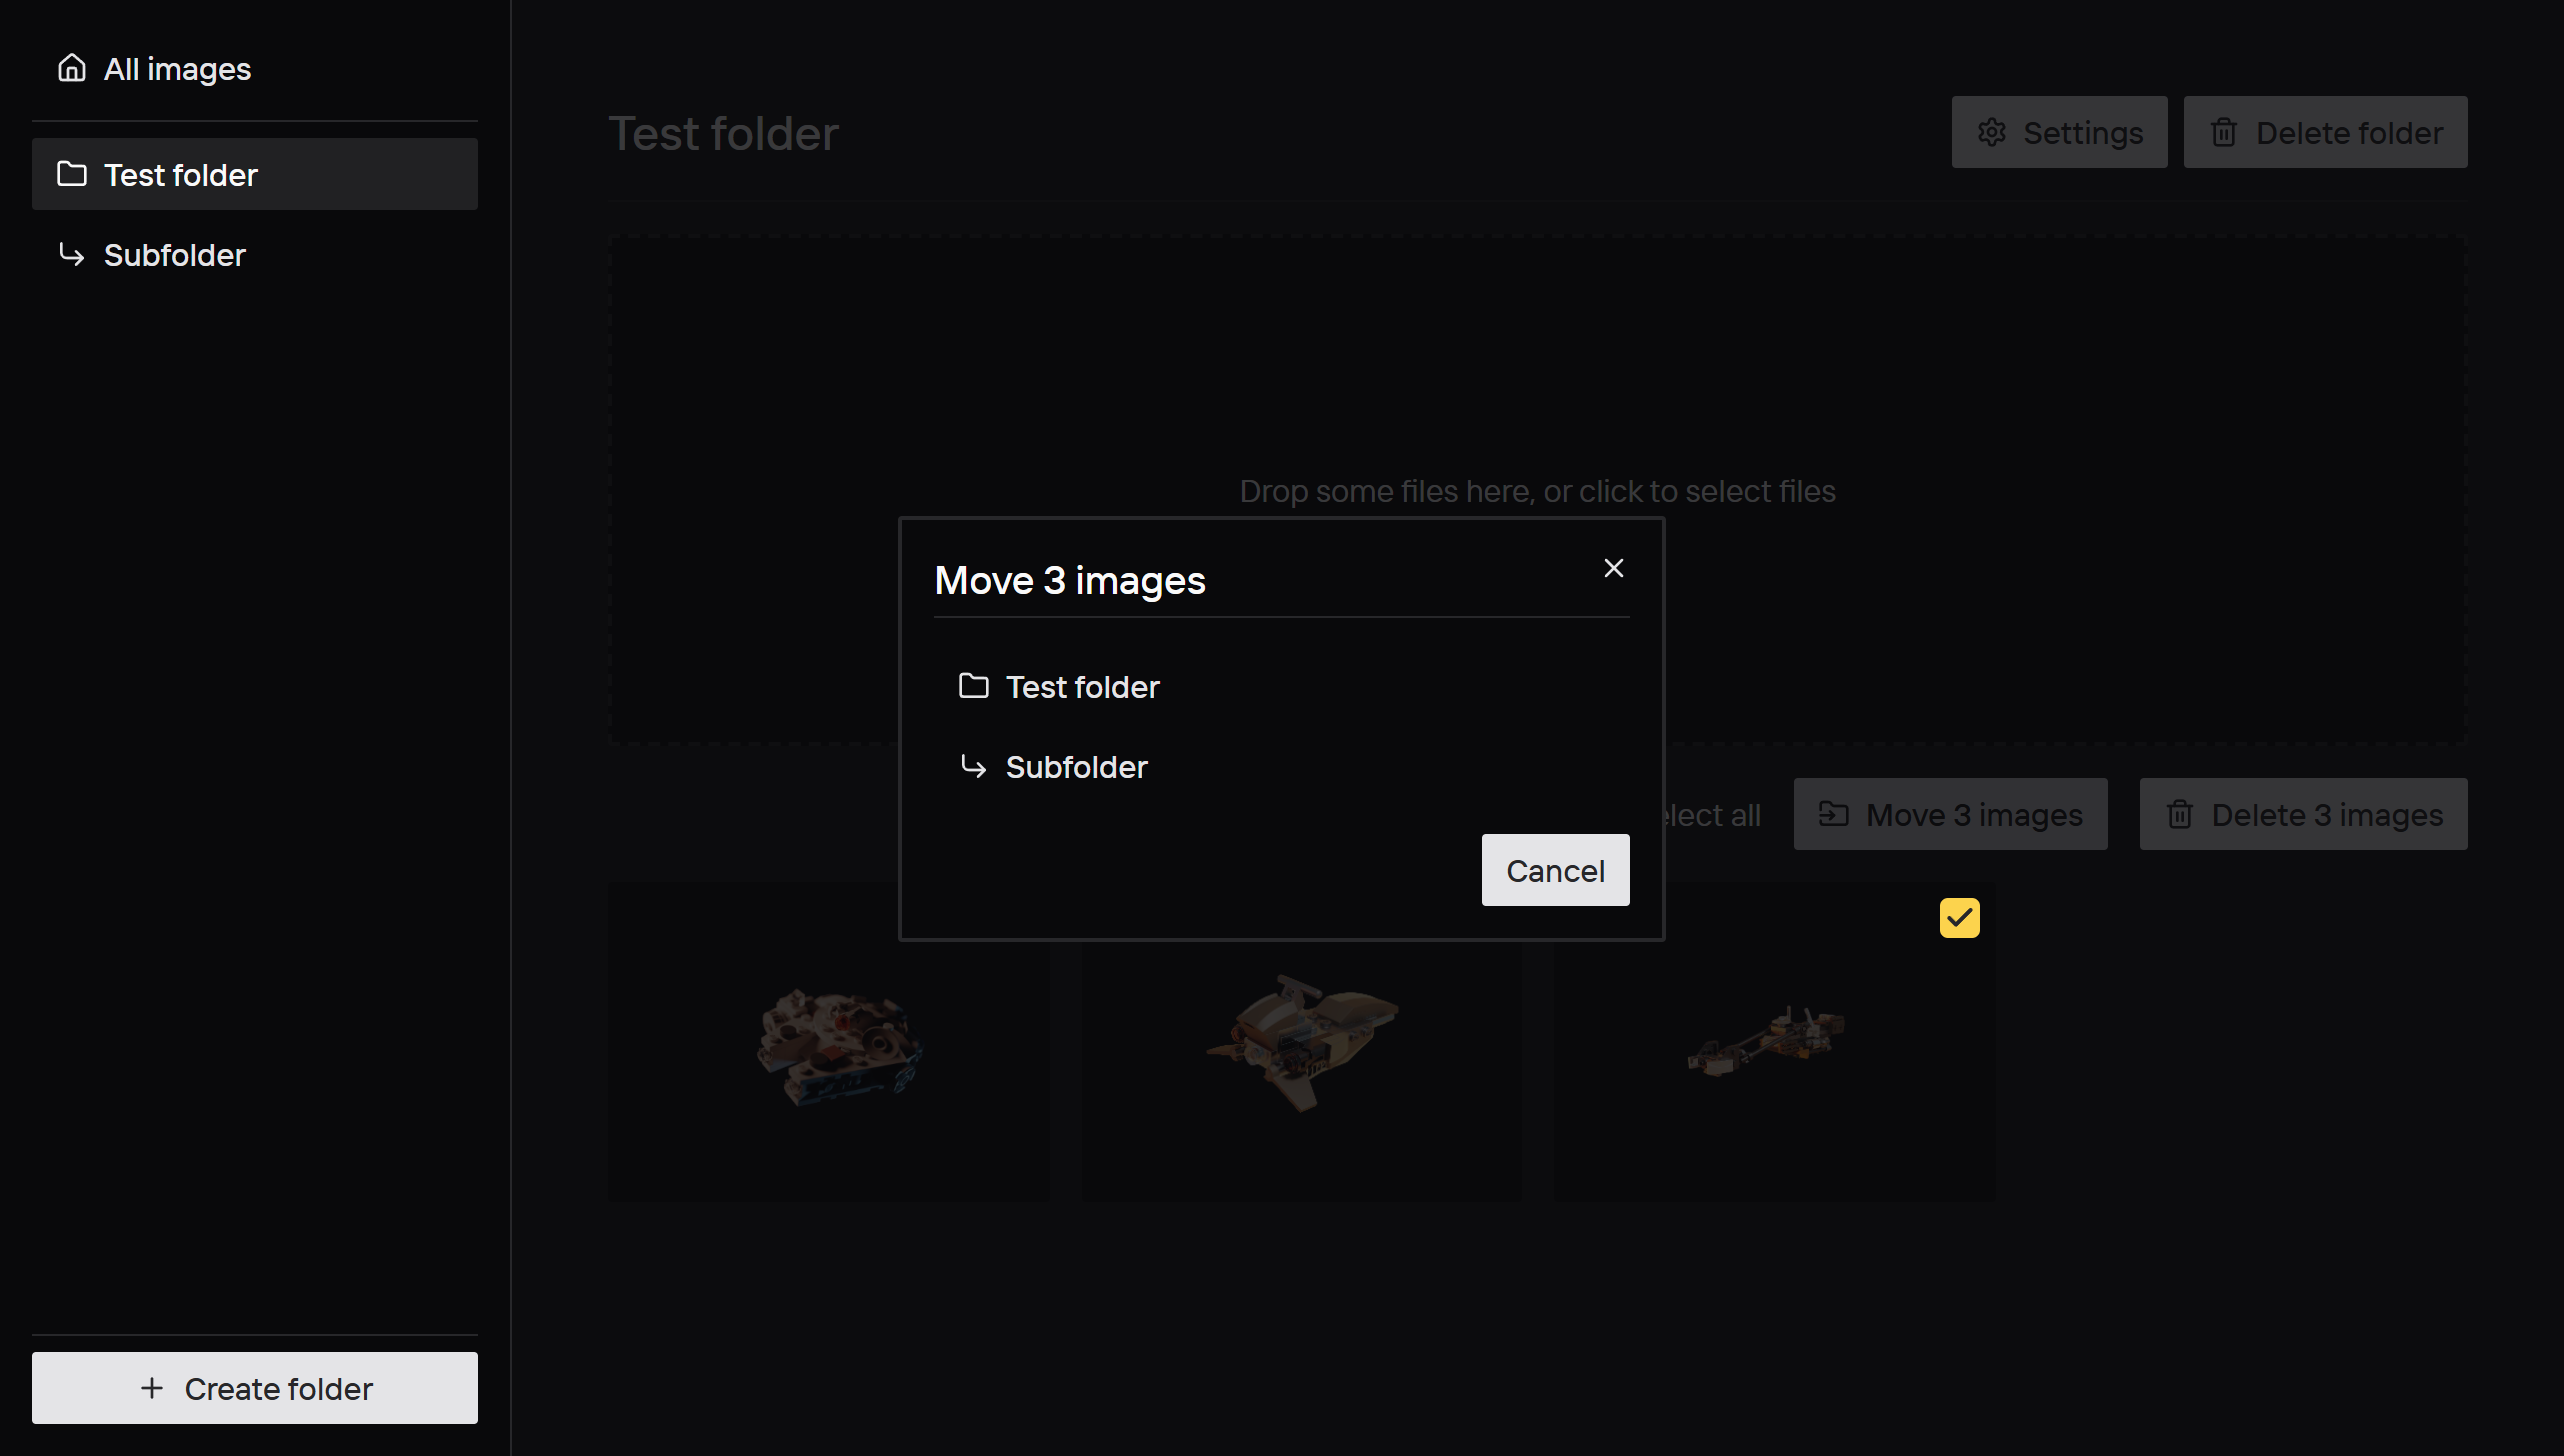 All images
Test folder
Subfolder
Create folder
Test folder
Settings
Delete folder
Drop some files here, or click to select files
Move 3 images
Test folder
Subfolder
Cancel
elect all
Move 3 images
Delete 3 images